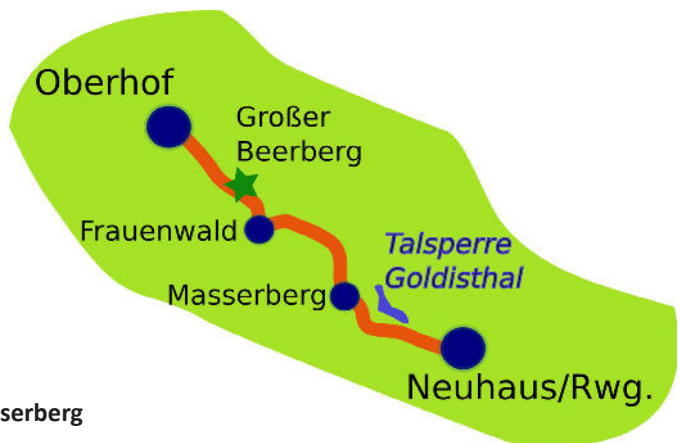 Oberhof
Großer
Beerberg
Frauenwald
Talsperre
Goldisthal
Masserberg
Neuhaus/Rwg.
serberg